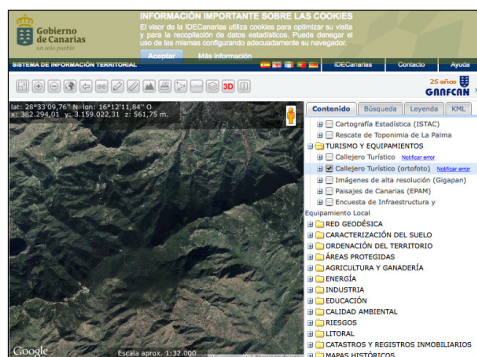 Gobierno
de Canarias
un solo pueblo
INFORMACIÓN IMPORTANTE SOBRE LAS COOKIES
El visor de la IDECanarias utiliza cookies para optimizar su visita
y para la recopilación de datos estadísticos. Puede denegar el
uso de las mismas configurando adecuadamente su navegador.
Aceptar Más información
SISTEMA DE INFORMACIÓN TERRITORIAL IDECanarias Contacto Ayuda
3D
25 años
GRAFCAN
lat: 28º33'09,76" N=lon: 16º12'11,84" O
x: 382.294,01 y: 3.159.022,31 z: 561,75 m.
Contenido Búsqueda Leyenda KML
Cartografía Estadística (ISTAC)
Rescate de Toponimia de La Palma
TURISMO Y EQUIPAMIENTOS
Callejero Turístico Notificar error
Callejero Turístico (ortofoto) Notificar error
Imágenes de alta resolución (Gigapan)
Paisajes de Canarias (EPAM)
Encuesta de Infraestructura y
Equipamiento Local
RED GEODÉSICA
CARACTERIZACIÓN DEL SUELO
ORDENACIÓN DEL TERRITORIO
ÁREAS PROTEGIDAS
AGRICULTURA Y GANADERÍA
ENERGÍA
INDUSTRIA
EDUCACIÓN
CALIDAD AMBIENTAL
RIESGOS
LITORAL
CATASTROS Y REGISTROS INMOBILIARIOS
MAPAS HISTÓRICOS
Google Escala aprox. 1:32.000